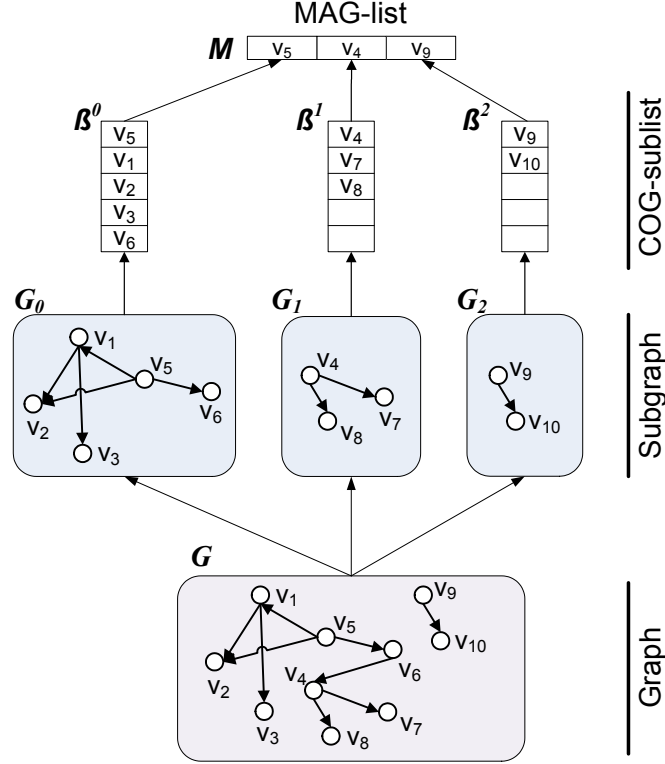 MAG-list
M v5 v4 v9
ß0 ß1 ß2
v5 v4 v9
v1 v7 v10
v2 v8
v3
v6
COG-sublist
G0 G1 G2
v1
v5
v6
v2
v3
v4
v7
v8
v9
v10
Subgraph
G
v1
v5
v6
v2
v4
v3
v7
v8
v9
v10
Graph